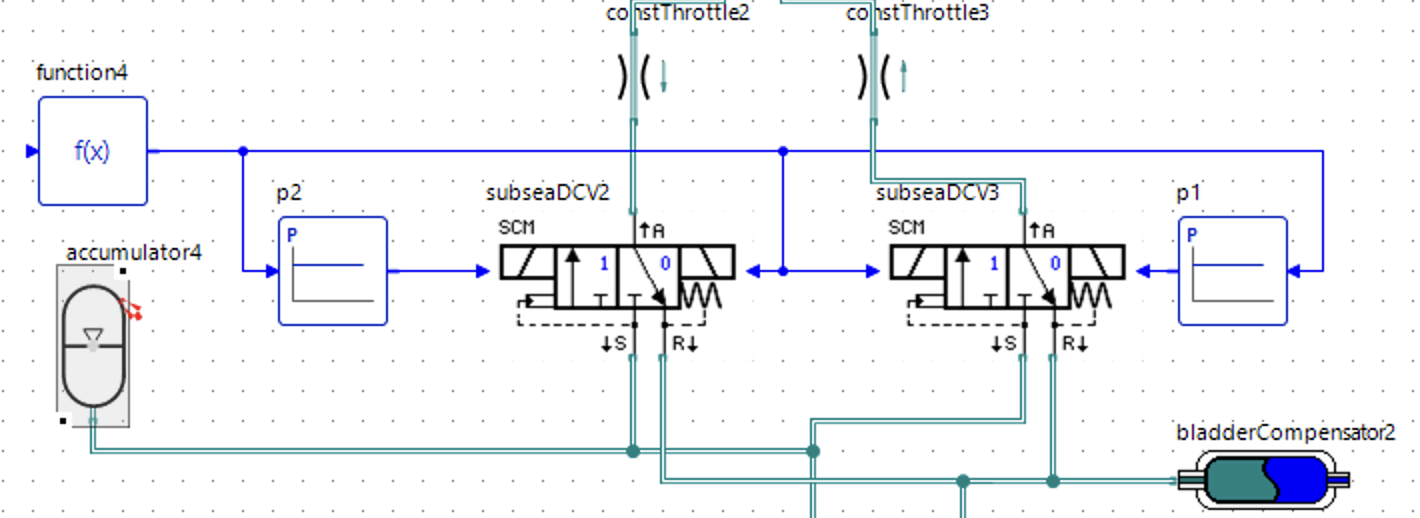 constThrottle2
constThrottle3
function4
f(x)
p2
subseaDCV2
subseaDCV3
p1
SCM
↑A
SCM
↑A
P
1
0
1
0
P
accumulator4
↓S
R↓
↓S
R↓
bladderCompensator2